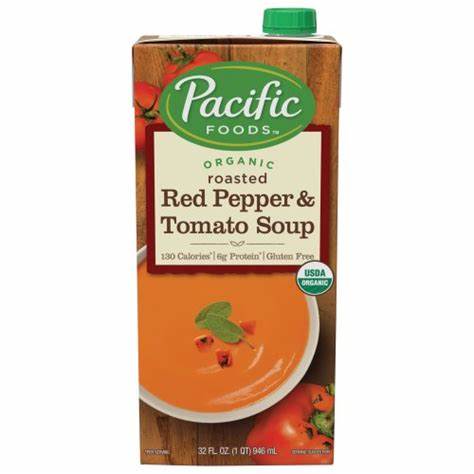 Pacific
FOODS™
ORGANIC
roasted
Red Pepper &
Tomato Soup
130 Calories*|6g Protein*|Gluten Free
USDA
ORGANIC
32 FL. OZ. (1 QT) 946 mL